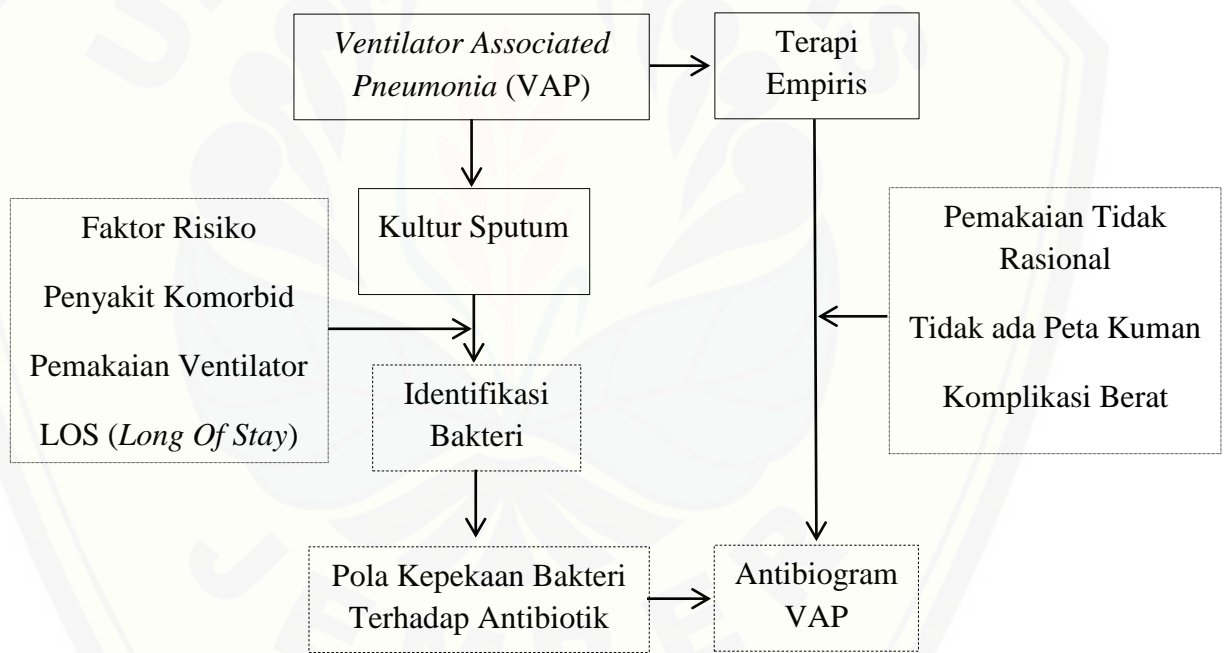 Ventilator Associated
Pneumonia (VAP)
Terapi
Empiris
Kultur Sputum
Faktor Risiko
Penyakit Komorbid
Pemakaian Ventilator
LOS (Long Of Stay)
Pemakaian Tidak
Rasional
Tidak ada Peta Kuman
Komplikasi Berat
Identifikasi
Bakteri
Pola Kepekaan Bakteri
Terhadap Antibiotik
Antibiogram
VAP